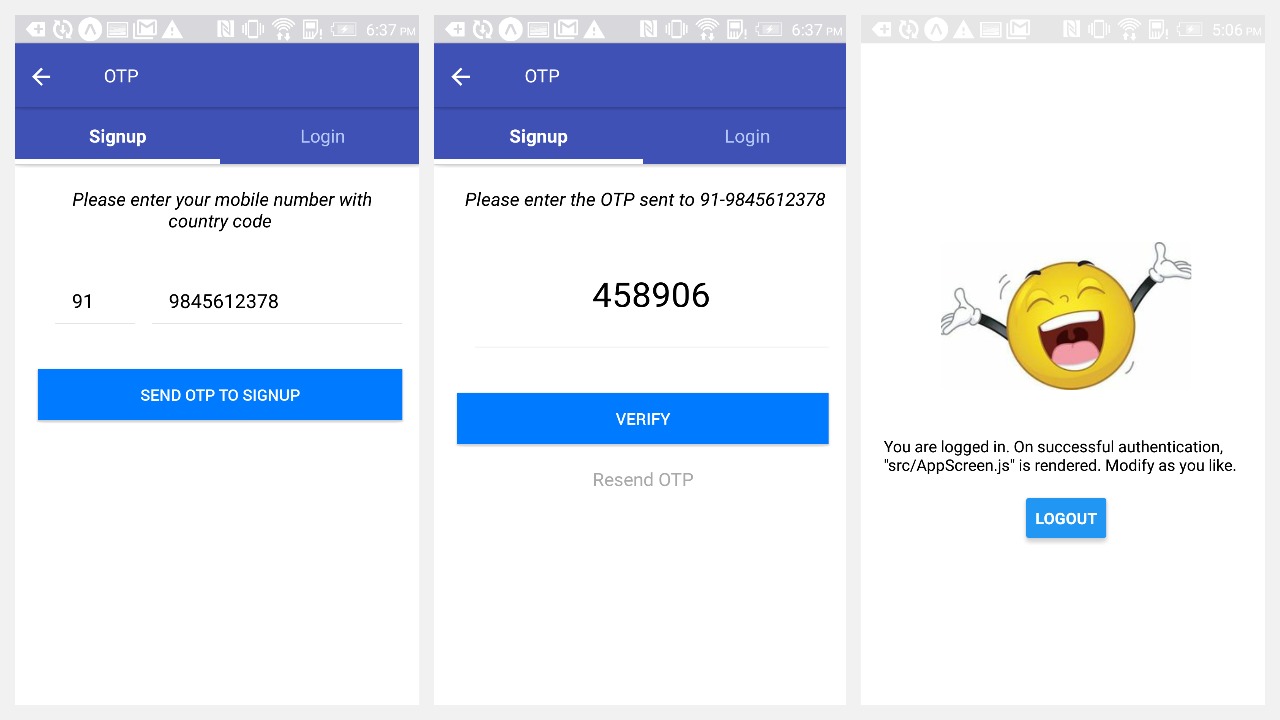 6:37 PM
OTP
Signup Login
Please enter your mobile number with
country code
91 9845612378
SEND OTP TO SIGNUP
6:37 PM
OTP
Signup Login
Please enter the OTP sent to 91-9845612378
458906
VERIFY
Resend OTP
5:06 PM
You are logged in. On successful authentication,
"src/AppScreen.js" is rendered. Modify as you like.
LOGOUT